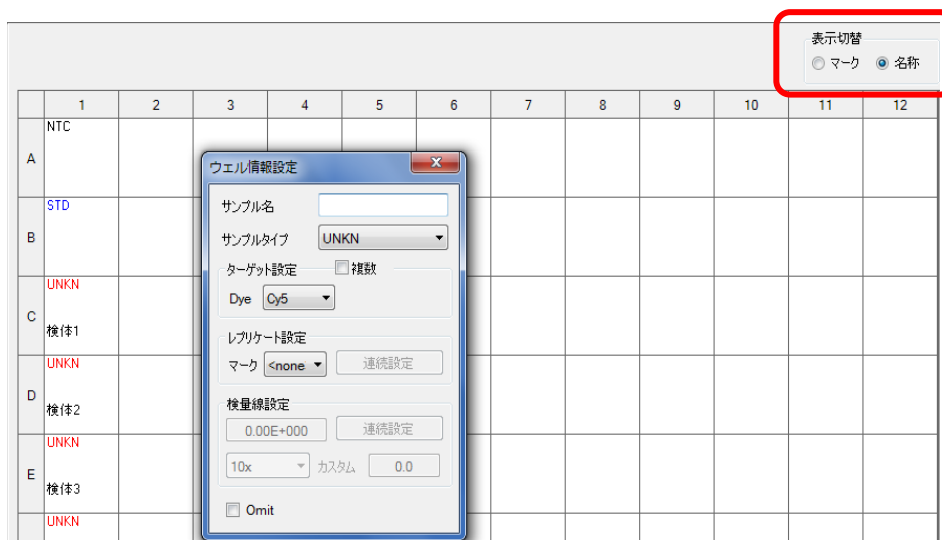 表示切替
マーク 名称
1 2 3 4 5 6 7 8 9 10 11 12
A NTC
B STD
C UNKN
検体1
D UNKN
検体2
E UNKN
検体3
UNKN
ウェル情報設定
サンプル名
サンプルタイプ UNKN
ターゲット設定 複数
Dye Cy5
レプリケート設定
マーク <none 連続設定
検量線設定
0.00E+000 連続設定
10x カスタム 0.0
Omit